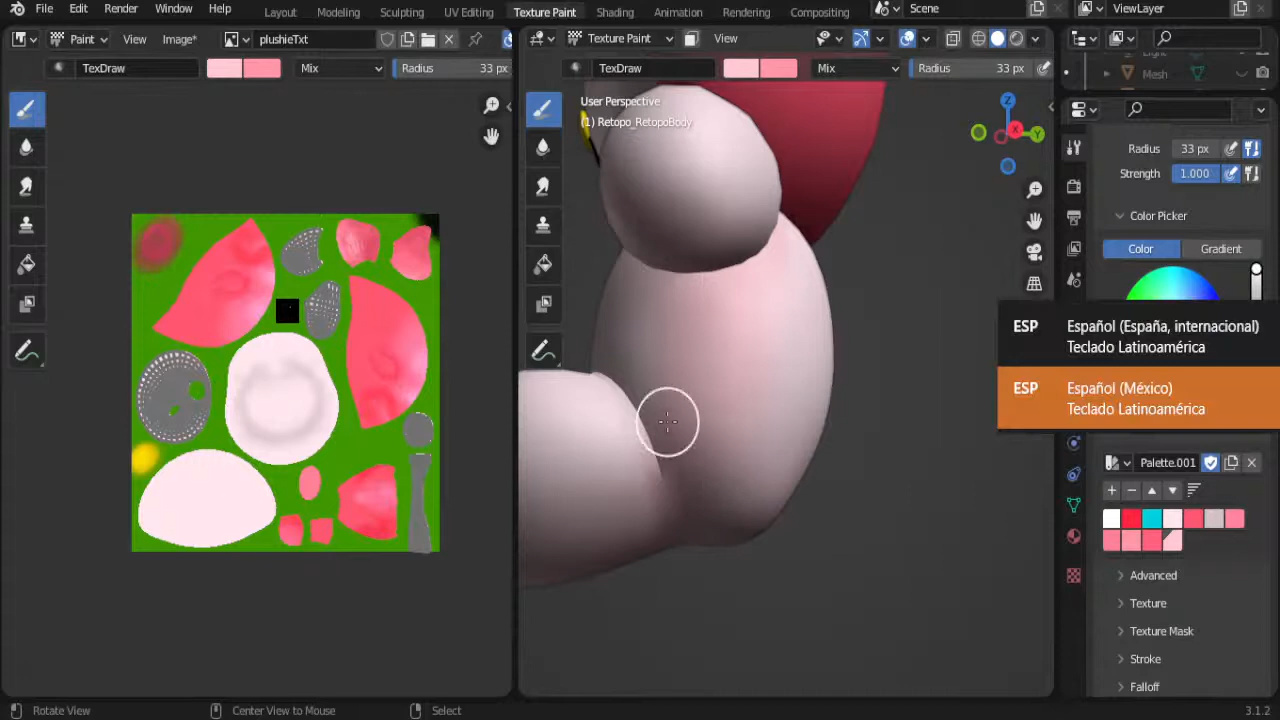 File Edit Render Window Help
Layout Modeling Sculpting UV Editing Texture Paint Shading Animation Rendering Compositing
Scene
ViewLayer
Paint View Image* plushieTxt
Texture Paint View
TexDraw Mix Radius 33 px
TexDraw Mix Radius 33 px
User Perspective
(1) Retopo_RetopoBody
Z
X
Y
Mesh
Radius 33 px
Strength 1.000
Color Picker
Color Gradient
ESP Español (España, internacional)
Teclado Latinoamérica
ESP Español (México)
Teclado Latinoamérica
Palette.001
Advanced
Texture
Texture Mask
Stroke
Falloff
Rotate View Center View to Mouse Select 3.1.2